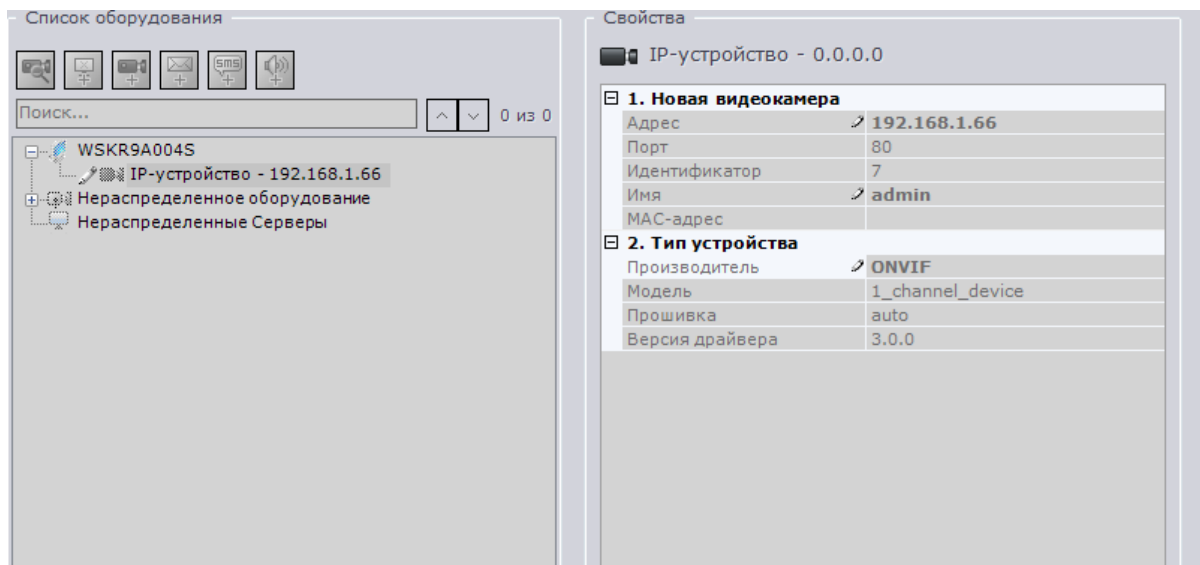 Список оборудования
SMS
Поиск...
0 из 0
WSKR9A004S
IP-устройство - 192.168.1.66
Нераспределенное оборудование
Нераспределенные Серверы
Свойства
IP-устройство - 0.0.0.0
1. Новая видеокамера
Адрес 192.168.1.66
Порт 80
Идентификатор 7
Имя admin
MAC-адрес
2. Тип устройства
Производитель ONVIF
Модель 1_channel_device
Прошивка auto
Версия драйвера 3.0.0